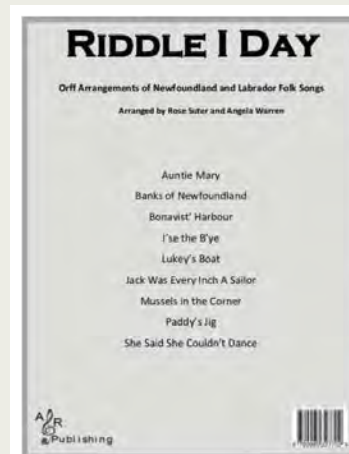 RIDDLE I DAY
Orff Arrangements of Newfoundland and Labrador Folk Songs
Arranged by Rose Suter and Angela Warren
Auntie Mary
Banks of Newfoundland
Bonavist' Harbour
I'se the B'ye
Lukey's Boat
Jack Was Every Inch A Sailor
Mussels in the Corner
Paddy's Jig
She Said She Couldn't Dance
A R
Publishing